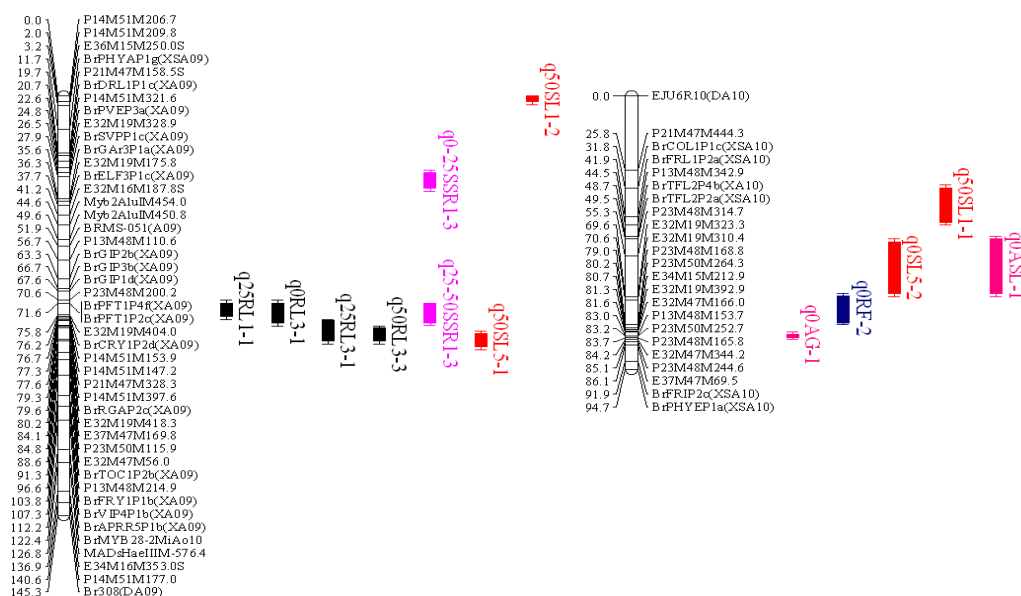 0.0 P14M51M206.7
2.0 P14M51M209.8
3.2 E36M15M250.0S
11.7 BrPHYAP1g(XSA09)
19.7 P21M47M158.5S
20.7 BrDRL1P1c(XA09)
22.6 P14M51M321.6
24.8 BrPVEP3a(XA09)
26.5 E32M19M328.9
27.9 BrSVPP1c(XA09)
35.6 BrGAr3P1a(XA09)
36.3 E32M19M175.8
37.7 BrELF3P1c(XA09)
41.2 E32M16M187.8S
44.6 Myb2AluIM454.0
49.6 Myb2AluIM450.8
51.9 BRMS-051(A09)
56.7 P13M48M110.6
63.3 BrGIP2b(XA09)
66.7 BrGIP3b(XA09)
67.6 BrGIP1d(XA09)
70.6 P23M48M200.2
71.6 BrPFT1P4f(XA09)
BrPFT1P2c(XA09)
75.8 E32M19M404.0
76.2 BrCRY1P2d(XA09)
76.7 P14M51M153.9
77.3 P14M51M147.2
77.6 P21M47M328.3
79.3 P14M51M397.6
79.6 BrRGAP2c(XA09)
80.2 E32M19M418.3
84.1 E37M47M169.8
84.8 P23M50M115.9
88.6 E32M47M56.0
91.3 BrTOC1P2b(XA09)
96.6 P13M48M214.9
103.8 BrFRY1P1b(XA09)
107.3 BrVIP4P1b(XA09)
112.2 BrAPRR5P1b(XA09)
122.4 BrMYB28-2MiAo10
126.8 MADsHaeIIIM-576.4
136.9 E34M16M353.0S
140.6 P14M51M177.0
145.3 Br308(DA09)
q25RL1-1
q0RL3-1
q25RL3-1
q50RL3-3
q0-25SSR1-3
q25-50SSR1-3
q50SL5-1
q50SL1-2
0.0 EJU6R10(DA10)
25.8 P21M47M444.3
31.8 BrCOL1P1c(XSA10)
41.9 BrFRL1P2a(XSA10)
44.5 P13M48M342.9
48.7 BrTFL2P4b(XA10)
49.5 BrTFL2P2a(XSA10)
55.3 P23M48M314.7
69.6 E32M19M323.3
70.6 E32M19M310.4
79.0 P23M48M168.8
80.2 P23M50M264.3
80.7 E34M15M212.9
81.3 E32M19M392.9
81.6 E32M47M166.0
83.0 P13M48M153.7
83.2 P23M50M252.7
83.7 P23M48M165.8
84.2 E32M47M344.2
85.1 P23M48M244.6
86.1 E37M47M69.5
91.9 BrFRIP2c(XSA10)
94.7 BrPHYEP1a(XSA10)
q0AG-1
q0RF-2
q0SL5-2
q50SL1-1
q0ASL-1